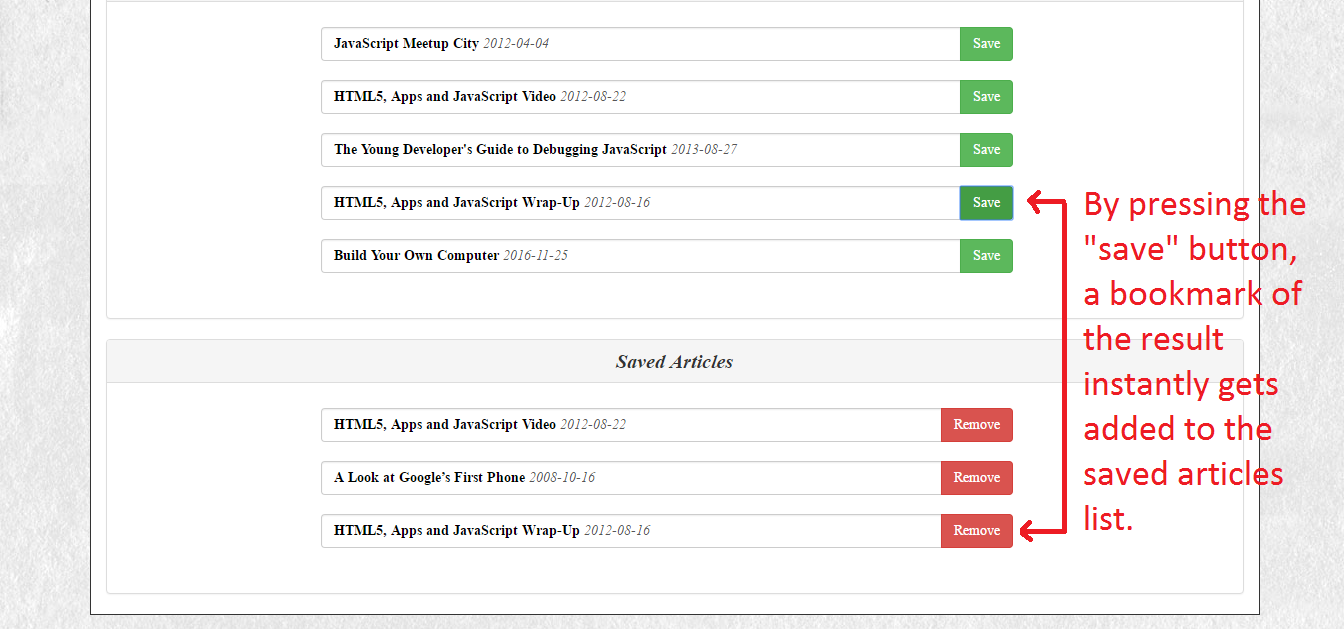 JavaScript Meetup City 2012-04-04 Save
HTML5, Apps and JavaScript Video 2012-08-22 Save
The Young Developer's Guide to Debugging JavaScript 2013-08-27 Save
HTML5, Apps and JavaScript Wrap-Up 2012-08-16 Save
Build Your Own Computer 2016-11-25 Save
By pressing the
"save" button,
a bookmark of
the result
instantly gets
added to the
saved articles
list.
Saved Articles
HTML5, Apps and JavaScript Video 2012-08-22 Remove
A Look at Google’s First Phone 2008-10-16 Remove
HTML5, Apps and JavaScript Wrap-Up 2012-08-16 Remove